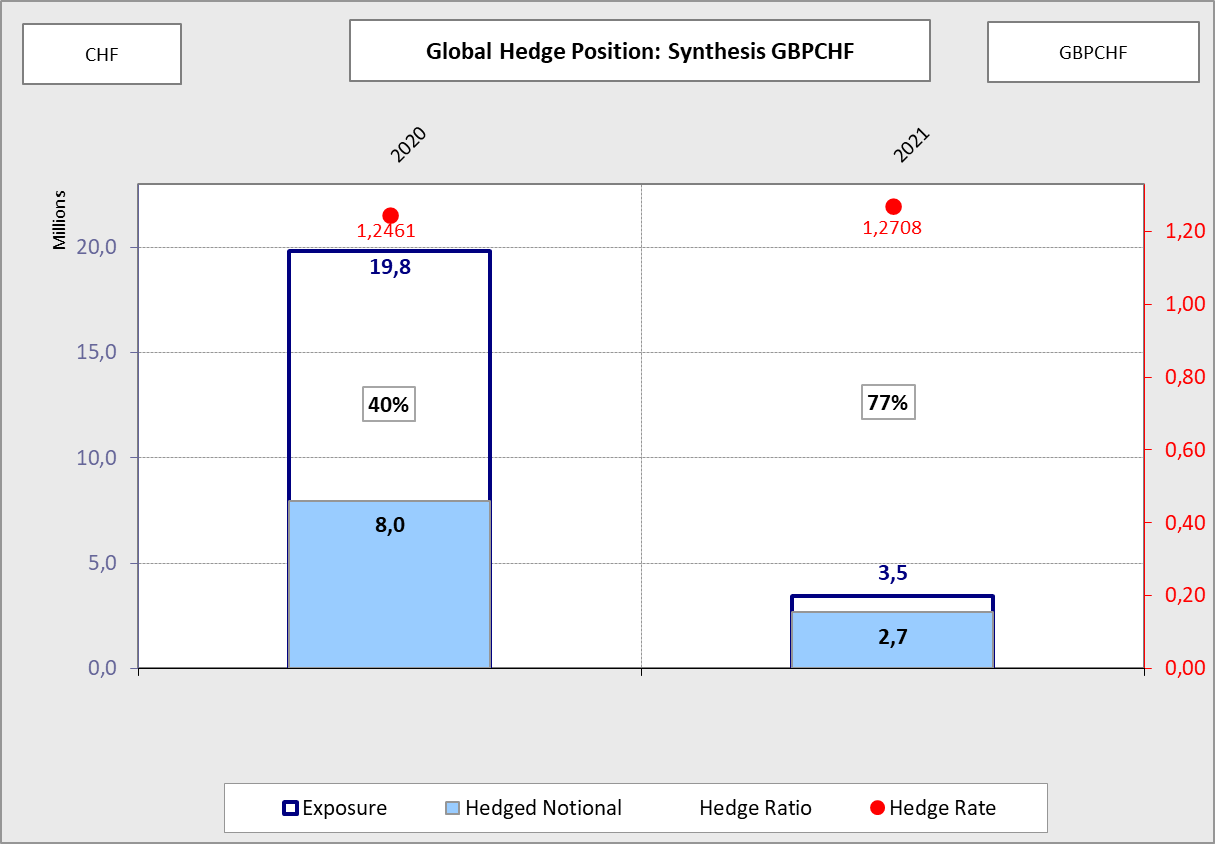 CHF
Global Hedge Position: Synthesis GBPCHF
GBPCHF
2020
2021
Millions
20,0
15,0
10,0
5,0
0,0
1,2461
19,8
40%
8,0
1,2708
77%
3,5
2,7
1,20
1,00
0,80
0,60
0,40
0,20
0,00
Exposure
Hedged Notional
Hedge Ratio
Hedge Rate